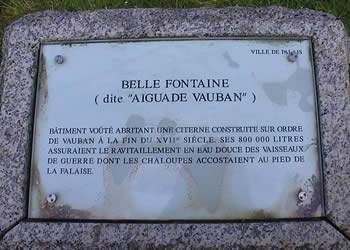 VILLE DE PALAIS
BELLE FONTAINE
( dite "AIGUADE VAUBAN" )
BÂTIMENT VOÛTÉ ABRITANT UNE CITERNE CONSTRUITE SUR ORDRE
DE VAUBAN À LA FIN DU XVIIe SIÈCLE. SES 800 000 LITRES
ASSURAIENT LE RAVITAILLEMENT EN EAU DOUCE DES VAISSEAUX
DE GUERRE DONT LES CHALOUPES ACCOSTAIENT AU PIED DE
LA FALAISE.